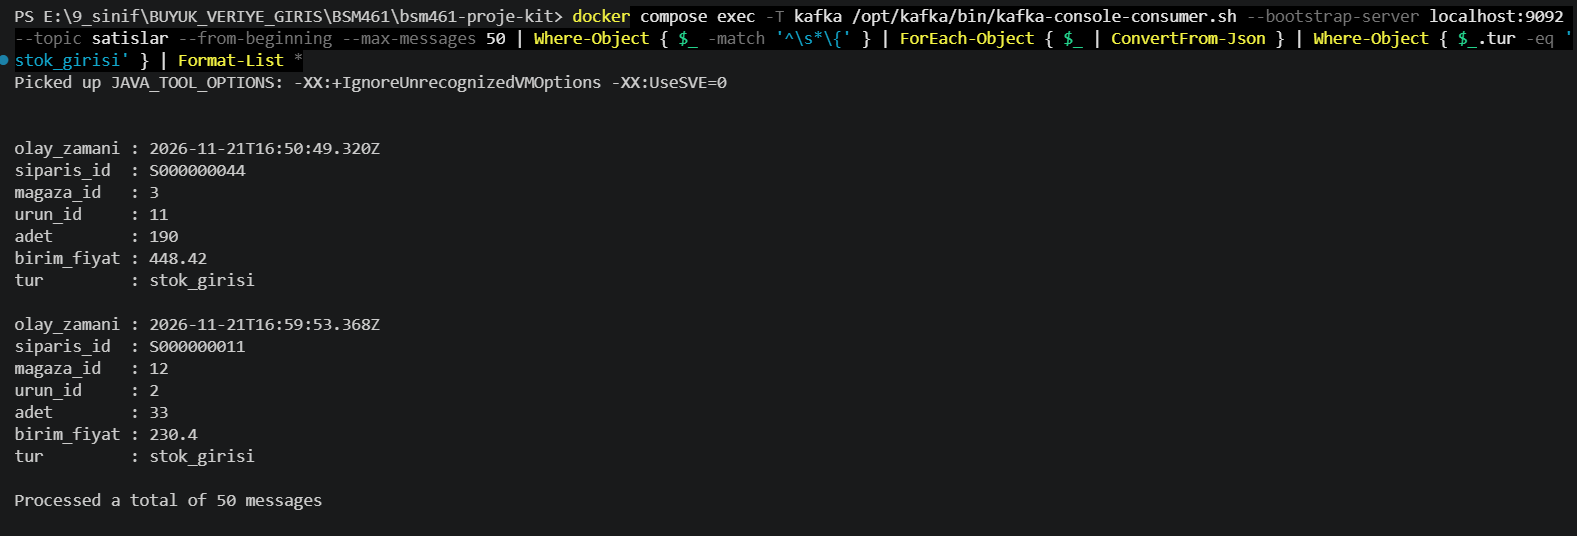 PS E:\9_sinif\BUYUK_VERIYE_GIRIS\BSM461\bsm461-proje-kit> docker compose exec -T kafka /opt/kafka/bin/kafka-console-consumer.sh --bootstrap-server localhost:9092
--topic satislar --from-beginning --max-messages 50 | Where-Object { $_ -match '^\s*\{' } | ForEach-Object { $_ | ConvertFrom-Json } | Where-Object { $_.tur -eq '
stok_girisi' } | Format-List *
Picked up JAVA_TOOL_OPTIONS: -XX:+IgnoreUnrecognizedVMOptions -XX:UseSVE=0
olay_zamani : 2026-11-21T16:50:49.320Z
siparis_id  : S000000044
magaza_id   : 3
urun_id     : 11
adet        : 190
birim_fiyat : 448.42
tur         : stok_girisi
olay_zamani : 2026-11-21T16:59:53.368Z
siparis_id  : S000000011
magaza_id   : 12
urun_id     : 2
adet        : 33
birim_fiyat : 230.4
tur         : stok_girisi
Processed a total of 50 messages